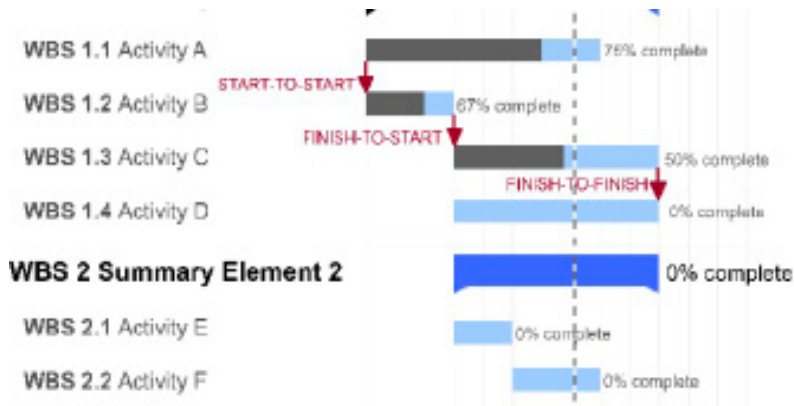 WBS 1.1 Activity A
75% complete
START-TO-START
WBS 1.2 Activity B
67% complete
FINISH-TO-START
WBS 1.3 Activity C
50% complete
FINISH-TO-FINISH
WBS 1.4 Activity D
0% complete
WBS 2 Summary Element 2
0% complete
WBS 2.1 Activity E
0% complete
WBS 2.2 Activity F
0% complete